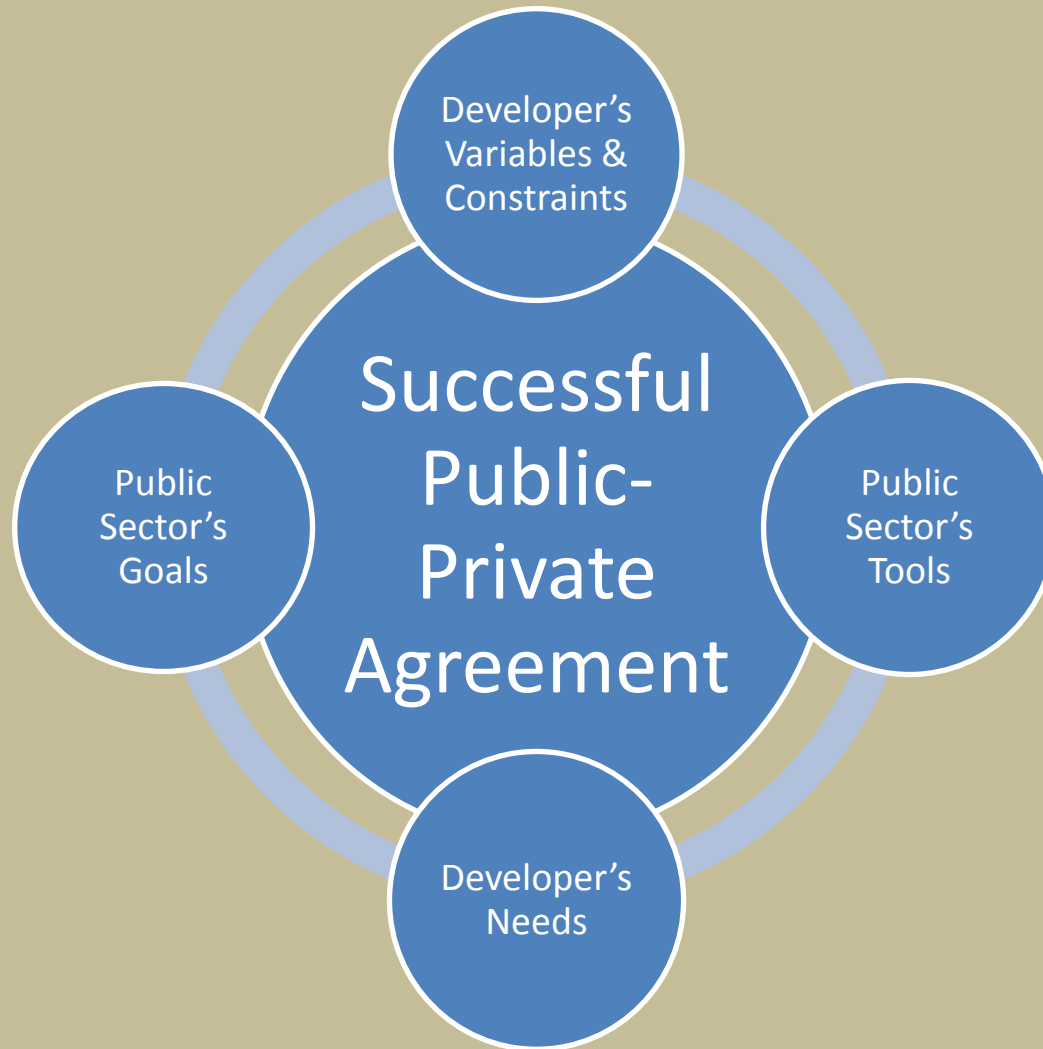 Developer’s
Variables &
Constraints
Successful
Public-
Private
Agreement
Public
Sector’s
Goals
Public
Sector’s
Tools
Developer’s
Needs